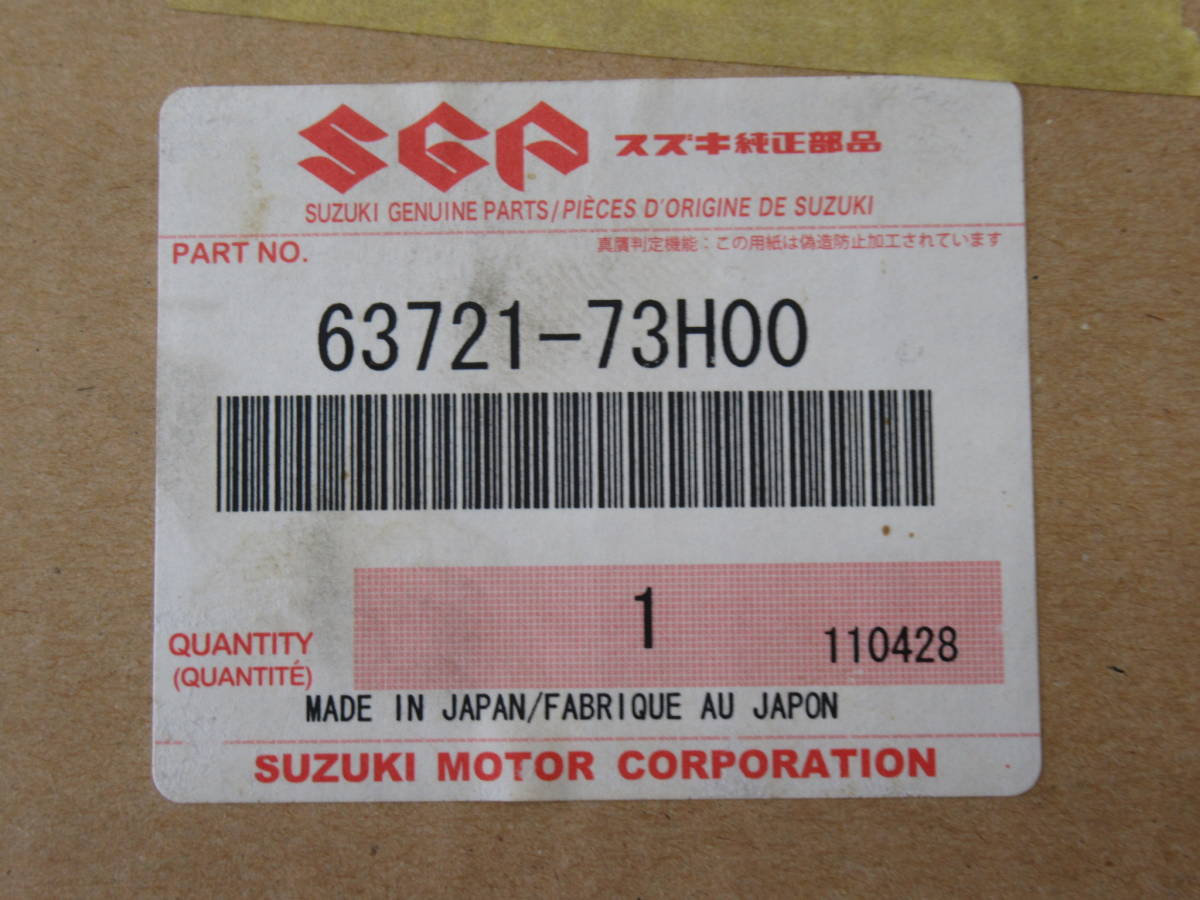 SGP スズキ純正部品
SUZUKI GENUINE PARTS/PIÈCES D'ORIGINE DE SUZUKI
PART NO.
真贋判定機能：この用紙は偽造防止加工されています
63721-73H00
QUANTITY
(QUANTITÉ)
1
110428
MADE IN JAPAN/FABRIQUE AU JAPON
SUZUKI MOTOR CORPORATION